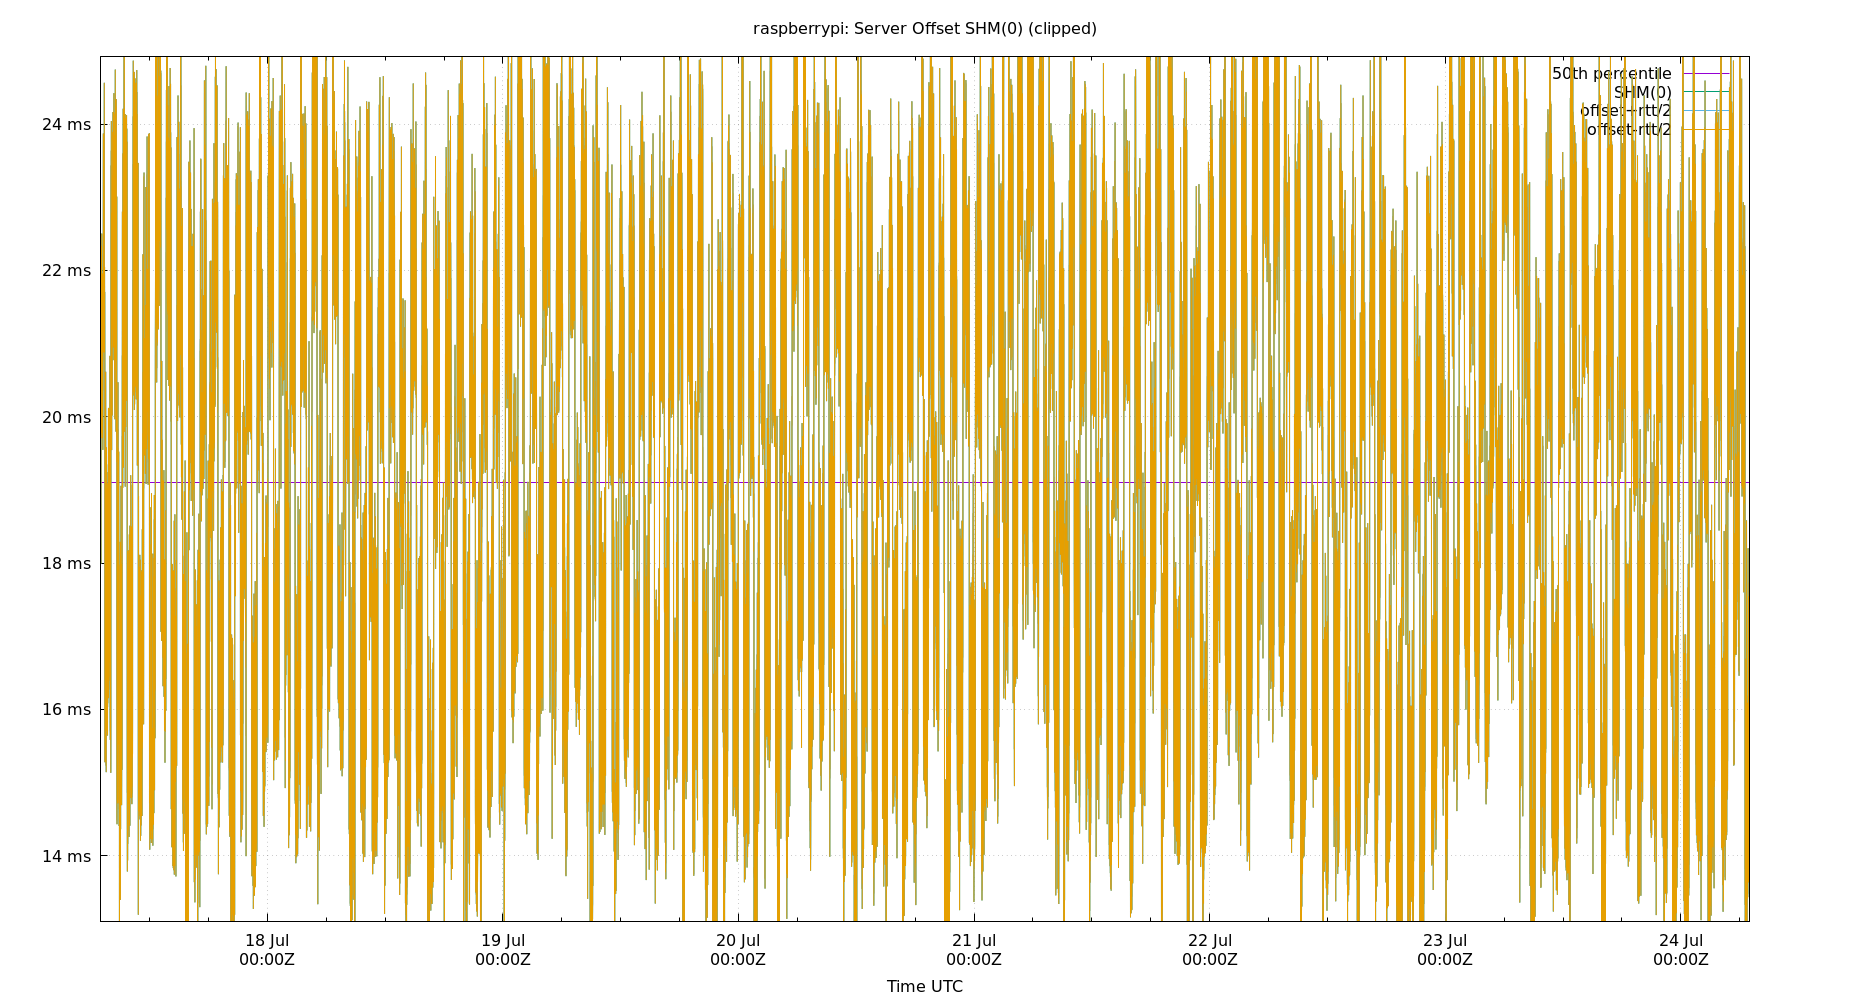 raspberrypi: Server Offset SHM(0) (clipped)
50th percentile
SHM(0)
offset+rtt/2
offset-rtt/2
24 ms
22 ms
20 ms
18 ms
16 ms
14 ms
18 Jul 19 Jul 20 Jul 21 Jul 22 Jul 23 Jul 24 Jul
00:00Z 00:00Z 00:00Z 00:00Z 00:00Z 00:00Z 00:00Z
Time UTC